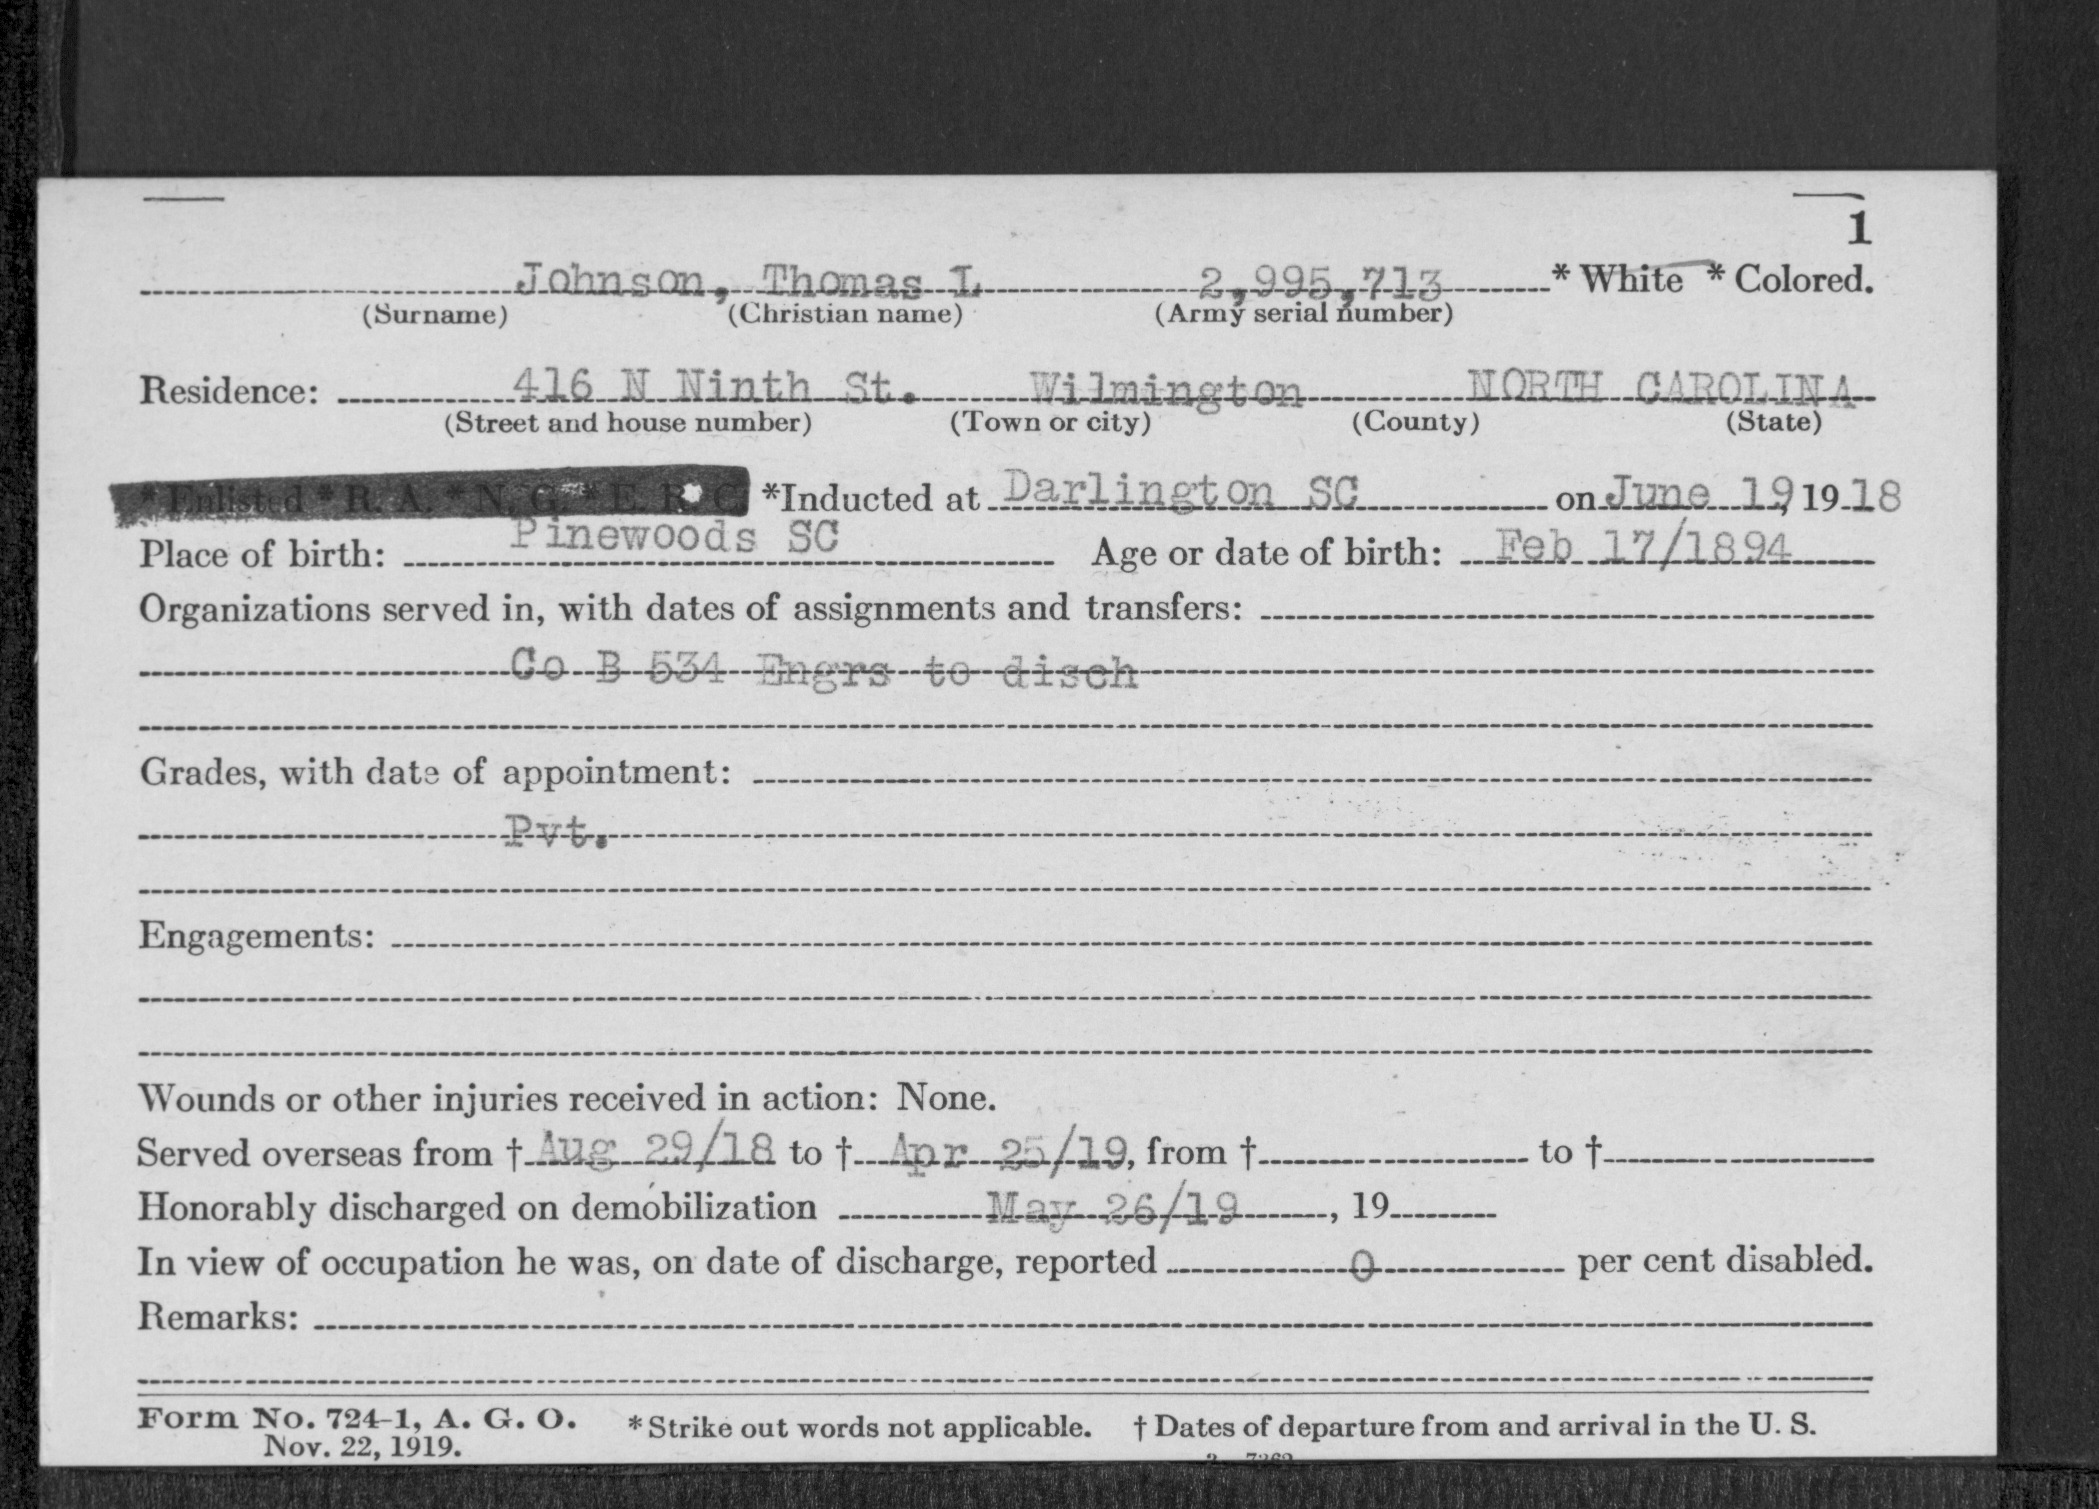 1
Johnson, Thomas L 2,995,713 * White * Colored.
(Surname) (Christian name) (Army serial number)
Residence: 416 N Ninth St. Wilmington NORTH CAROLINA
(Street and house number) (Town or city) (County) (State)
* Enlisted * R. A. * N. G. * E. R. C. *Inducted at Darlington SC on June 19, 1918
Place of birth: Pinewoods SC Age or date of birth: Feb 17/1894
Organizations served in, with dates of assignments and transfers:
Co B 534 Engrs to disch
Grades, with date of appointment:
Pvt.
Engagements:
Wounds or other injuries received in action: None.
Served overseas from † Aug 29/18 to † Apr 25/19, from † to †
Honorably discharged on demobilization May 26/19, 19
In view of occupation he was, on date of discharge, reported 0 per cent disabled.
Remarks:
Form No. 724-1, A. G. O. * Strike out words not applicable. † Dates of departure from and arrival in the U. S.
Nov. 22, 1919.